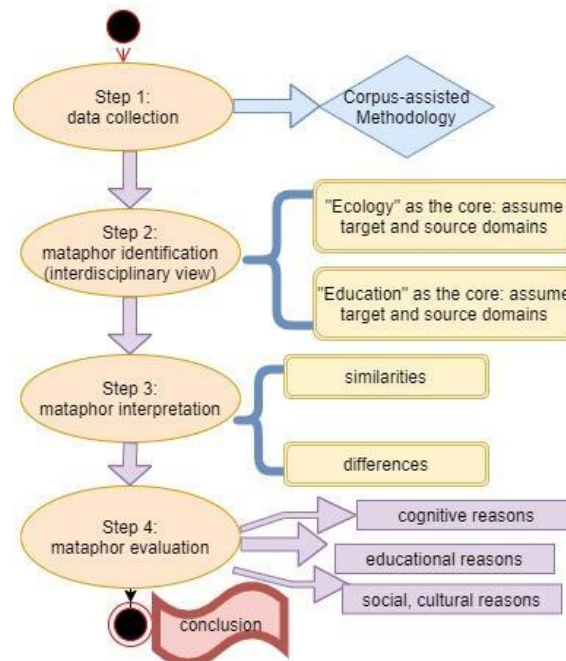 Step 1:
data collection
Corpus-assisted
Methodology
Step 2:
mataphor identification
(interdisciplinary view)
"Ecology" as the core: assume
target and source domains
"Education" as the core: assume
target and source domains
Step 3:
mataphor interpretation
similarities
differences
Step 4:
mataphor evaluation
cognitive reasons
educational reasons
social, cultural reasons
conclusion